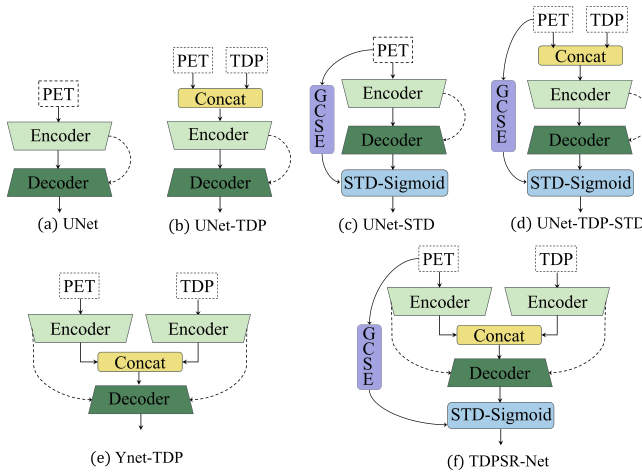 PET
Encoder
Decoder
(a) UNet
PET TDP
Concat
Encoder
Decoder
(b) UNet-TDP
PET
GCSE
Encoder
Decoder
STD-Sigmoid
(c) UNet-STD
PET TDP
Concat
GCSE
Encoder
Decoder
STD-Sigmoid
(d) UNet-TDP-STD
PET TDP
Encoder Encoder
Concat
Decoder
(e) Ynet-TDP
PET TDP
Encoder Encoder
GCSE
Concat
Decoder
STD-Sigmoid
(f) TDPSR-Net